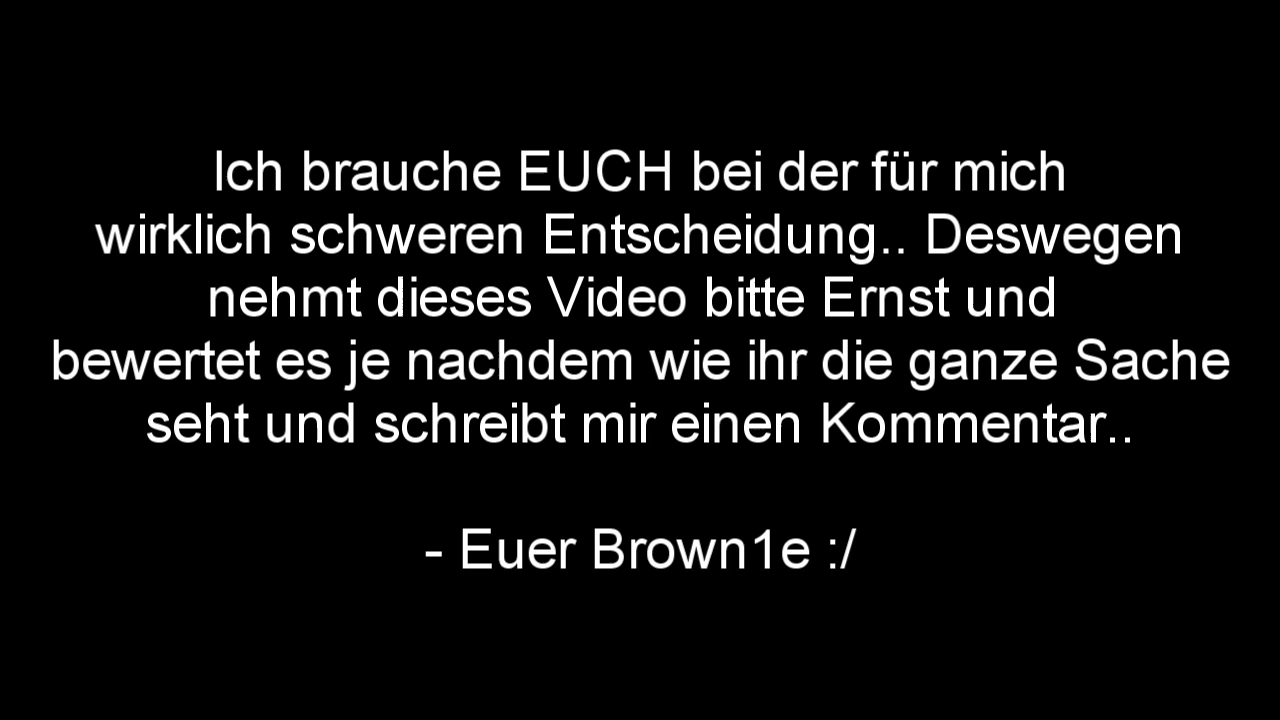 Ich brauche EUCH bei der für mich
wirklich schweren Entscheidung.. Deswegen
nehmt dieses Video bitte Ernst und
bewertet es je nachdem wie ihr die ganze Sache
seht und schreibt mir einen Kommentar..
- Euer Brown1e :/